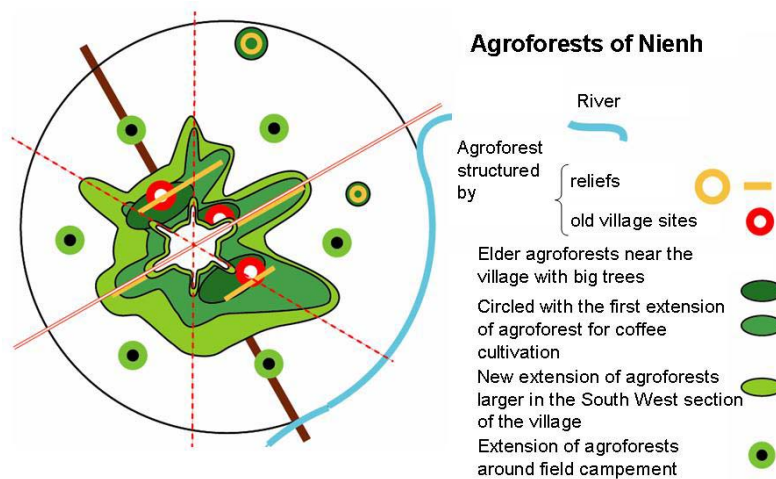 Agroforests of Nienh
River
Agroforest
structured
by
reliefs
old village sites
Elder agroforests near the
village with big trees
Circled with the first extension
of agroforest for coffee
cultivation
New extension of agroforests
larger in the South West section
of the village
Extension of agroforests
around field campement